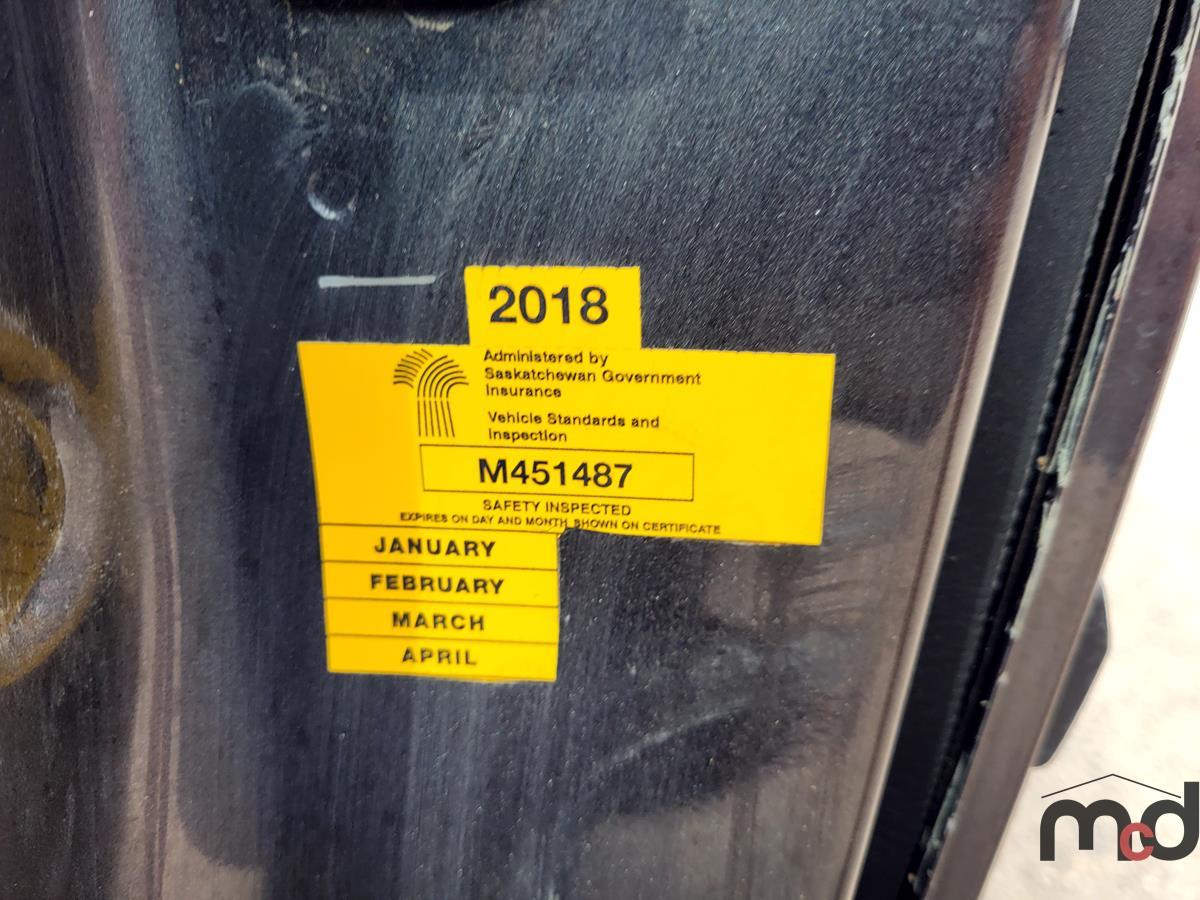 2018
Administered by
Saskatchewan Government
Insurance
Vehicle Standards and
Inspection
M451487
SAFETY INSPECTED
EXPIRES ON DAY AND MONTH SHOWN ON CERTIFICATE
JANUARY
FEBRUARY
MARCH
APRIL
mcd